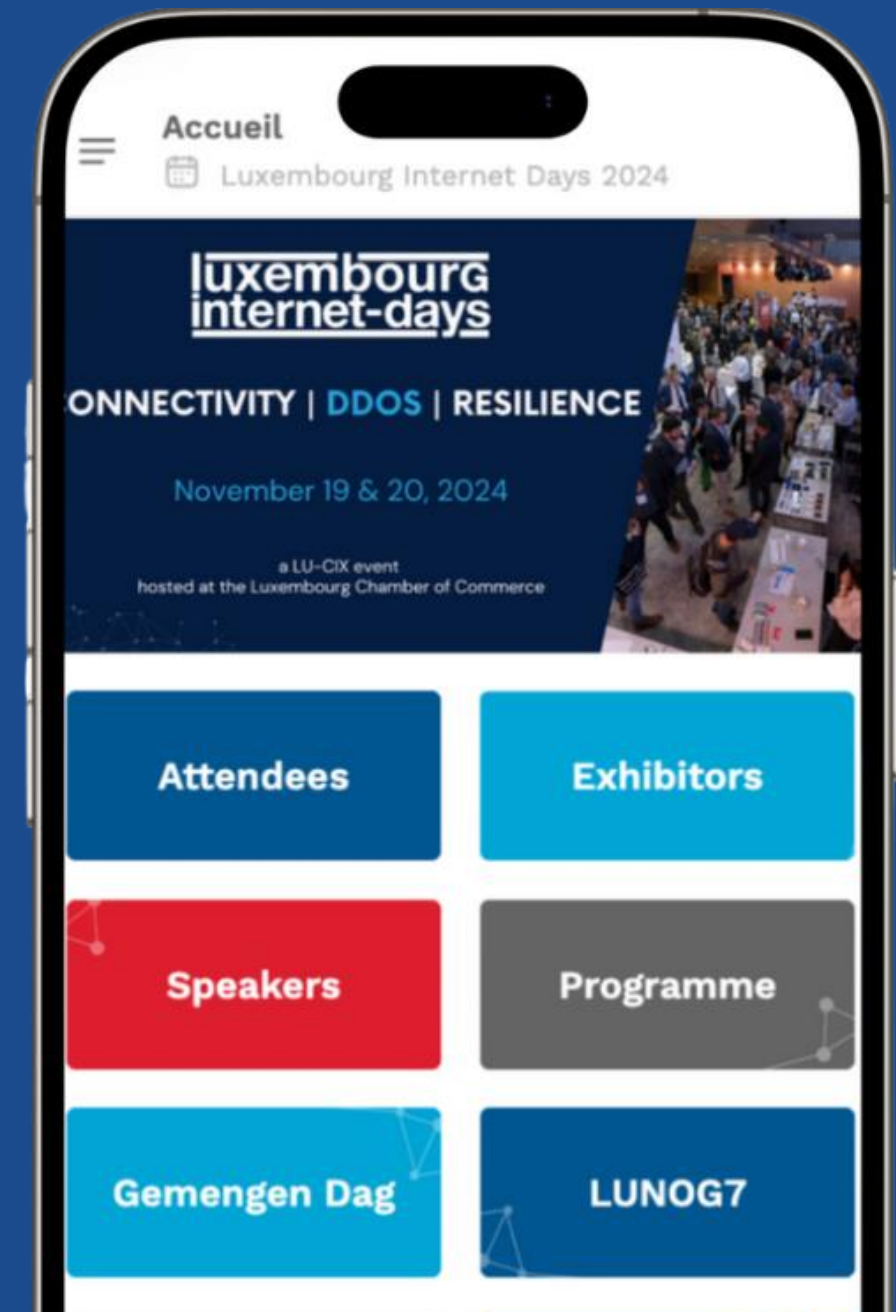 Accueil
Luxembourg Internet Days 2024
luxembourg
internet-days
ONNECTIVITY | DDOS | RESILIENCE
November 19 & 20, 2024
a LU-CIX event
hosted at the Luxembourg Chamber of Commerce
Attendees
Exhibitors
Speakers
Programme
Gemengen Dag
LUNOG7